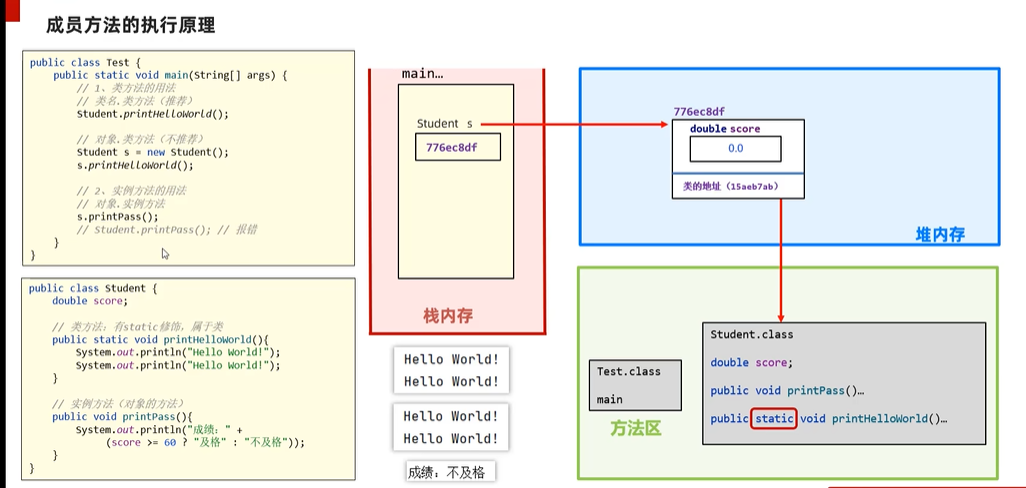 成员方法的执行原理
public class Test {
public static void main(String[] args) {
// 1、类方法的用法
// 类名.类方法（推荐）
Student.printHelloWorld();
// 对象.类方法（不推荐）
Student s = new Student();
s.printHelloWorld();
// 2、实例方法的用法
// 对象.实例方法
s.printPass();
// Student.printPass(); // 报错
}
}
public class Student {
double score;
// 类方法：有static修饰，属于类
public static void printHelloWorld(){
System.out.println("Hello World!");
System.out.println("Hello World!");
}
// 实例方法（对象的方法）
public void printPass(){
System.out.println("成绩：" +
(score >= 60 ? "及格" : "不及格"));
}
}
main…
Student s
776ec8df
栈内存
Hello World!
Hello World!
Hello World!
Hello World!
成绩：不及格
776ec8df
double score
0.0
类的地址（15aeb7ab）
堆内存
Test.class
main
方法区
Student.class
double score;
public void printPass()…
public static void printHelloWorld()…